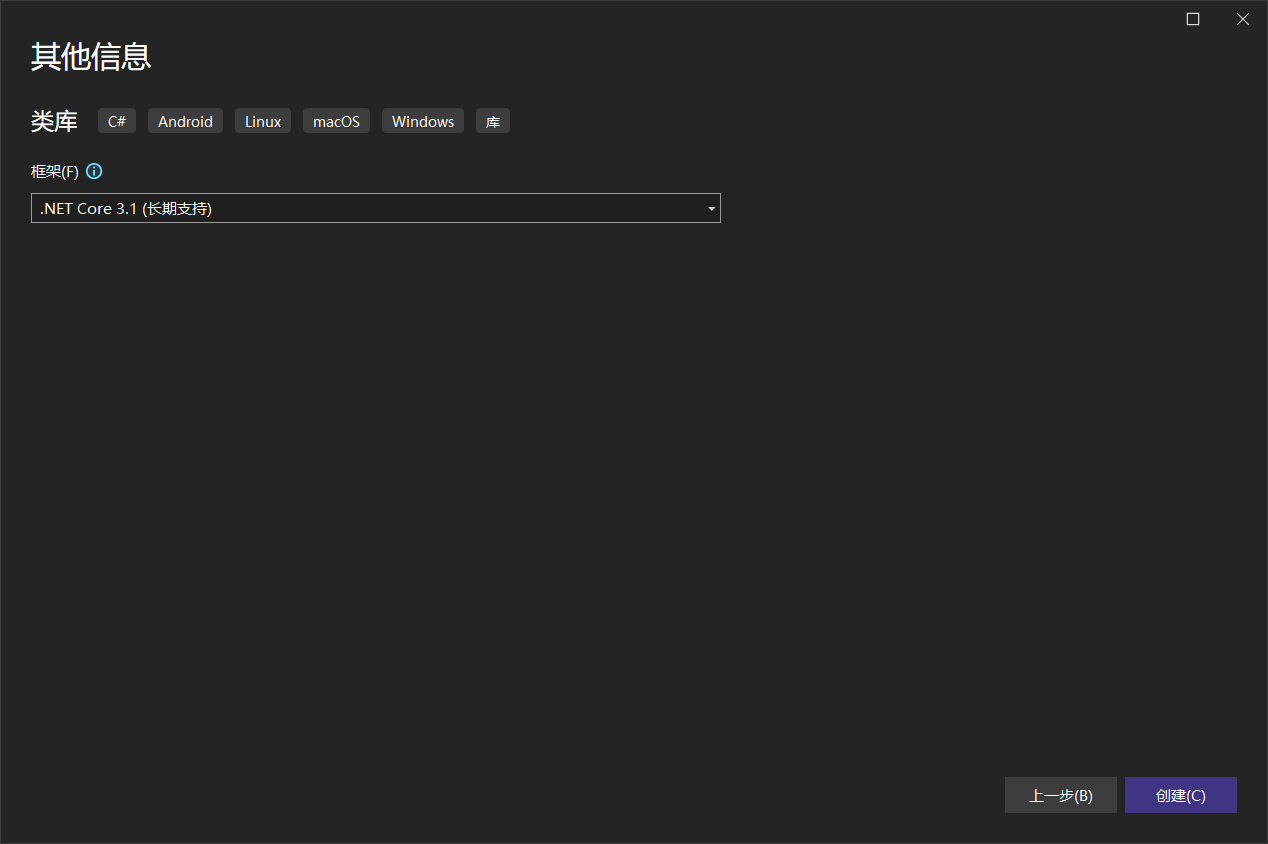 其他信息
类库 C# Android Linux macOS Windows 库
框架(F)
.NET Core 3.1 (长期支持)
上一步(B) 创建(C)